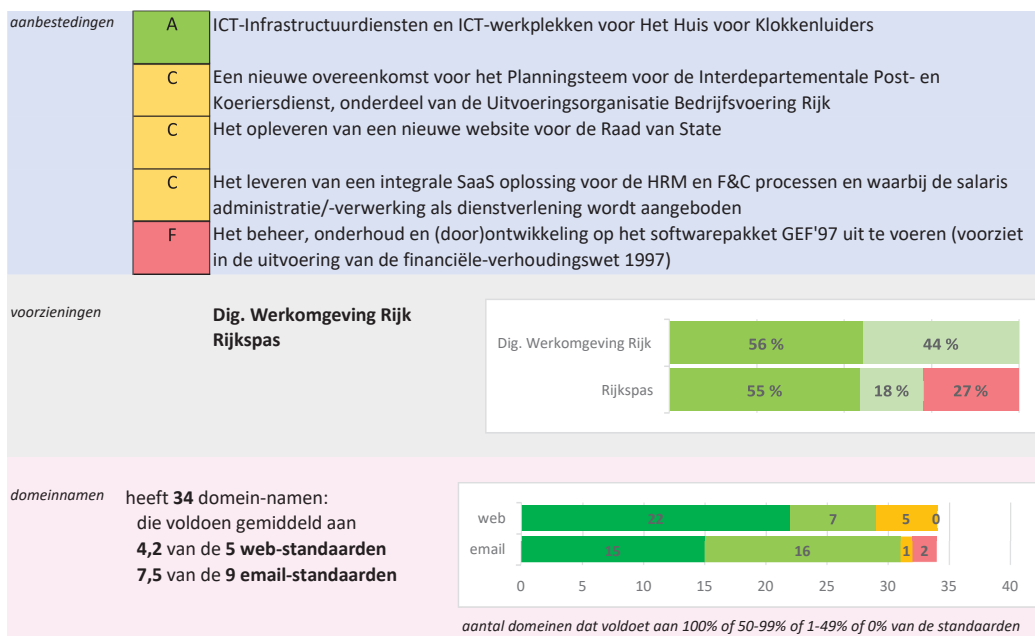 aanbestedingen
A ICT-Infrastructuurdiensten en ICT-werkplekken voor Het Huis voor Klokkenluiders
C Een nieuwe overeenkomst voor het Planningsteem voor de Interdepartementale Post- en
Koeriersdienst, onderdeel van de Uitvoeringsorganisatie Bedrijfsvoering Rijk
C Het opleveren van een nieuwe website voor de Raad van State
C Het leveren van een integrale SaaS oplossing voor de HRM en F&C processen en waarbij de salaris
administratie/-verwerking als dienstverlening wordt aangeboden
F Het beheer, onderhoud en (door)ontwikkeling op het softwarepakket GEF'97 uit te voeren (voorziet
in de uitvoering van de financiële-verhoudingswet 1997)
voorzieningen
Dig. Werkomgeving Rijk
Rijkspas
Dig. Werkomgeving Rijk 56 % 44 %
Rijkspas 55 % 18 % 27 %
domeinnamen
heeft 34 domein-namen:
die voldoen gemiddeld aan
4,2 van de 5 web-standaarden
7,5 van de 9 email-standaarden
web 22 7 5 0
email 15 16 1 2
0 5 10 15 20 25 30 35 40
aantal domeinen dat voldoet aan 100% of 50-99% of 1-49% of 0% van de standaarden